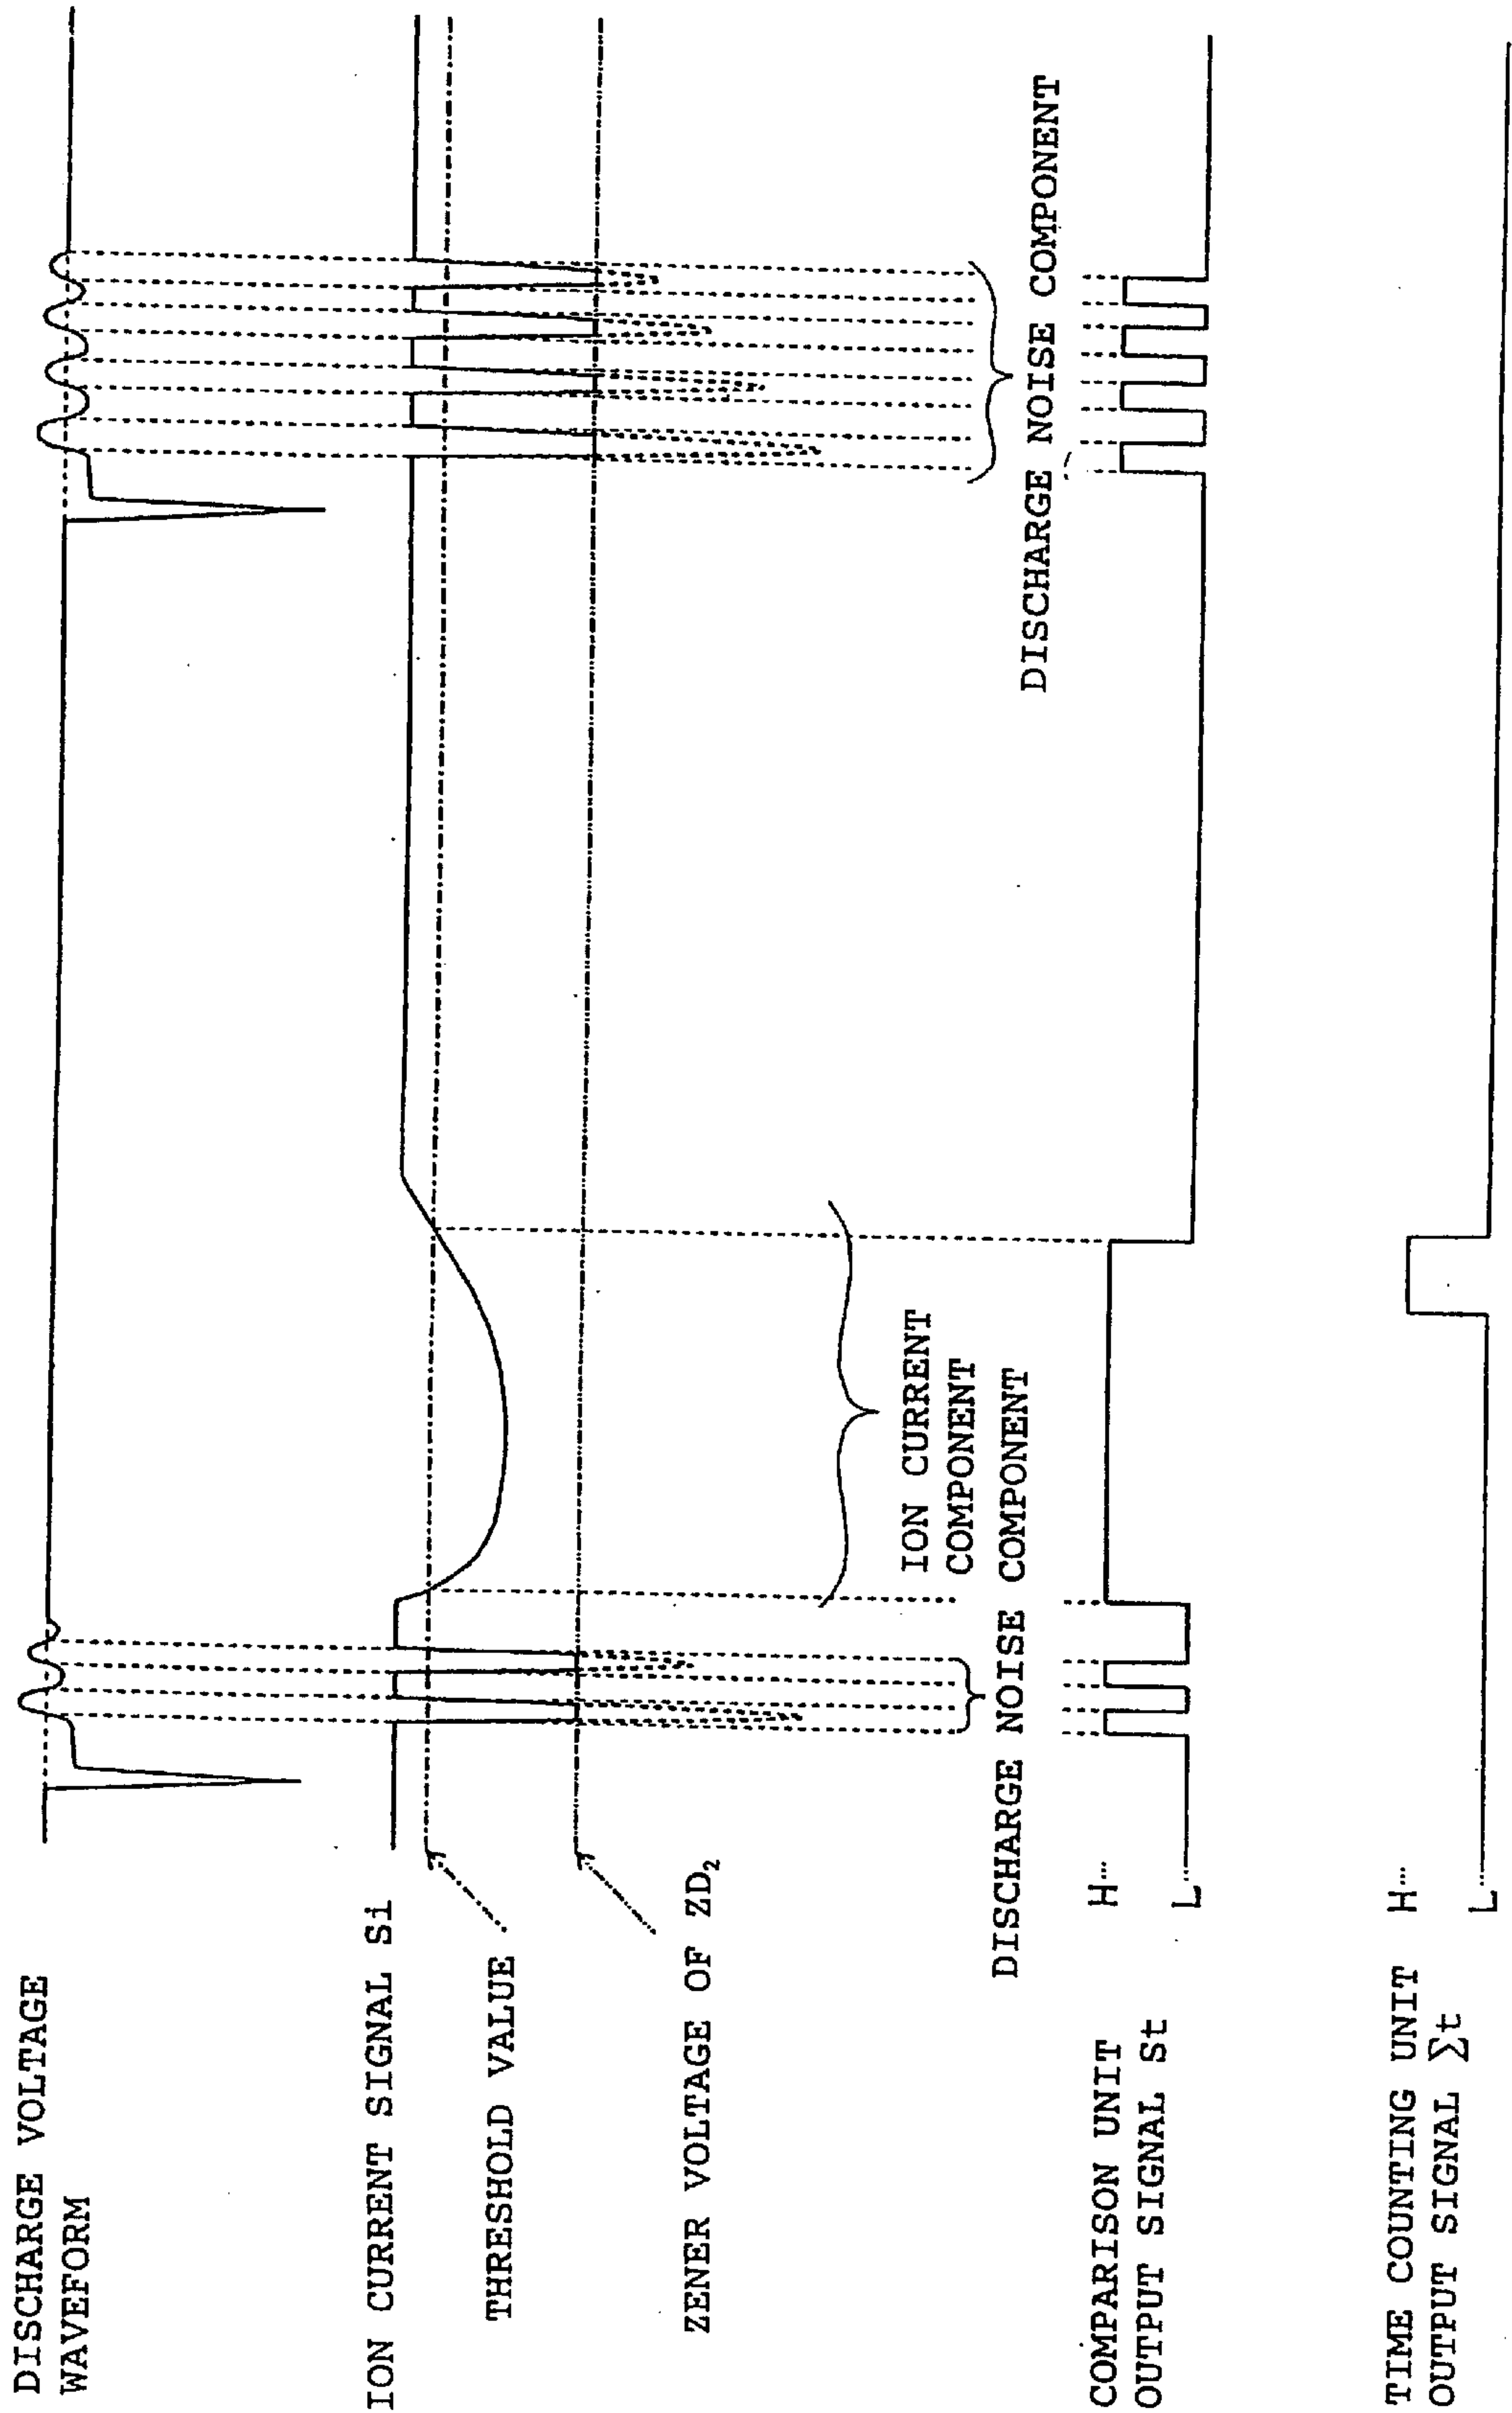 DISCHARGE VOLTAGE
WAVEFORM
ION CURRENT SIGNAL Si
THRESHOLD VALUE
ZENER VOLTAGE OF ZD₂
ION CURRENT
COMPONENT
DISCHARGE NOISE COMPONENT
DISCHARGE NOISE COMPONENT
COMPARISON UNIT
OUTPUT SIGNAL St
H
L
TIME COUNTING UNIT
OUTPUT SIGNAL Σt
H
L